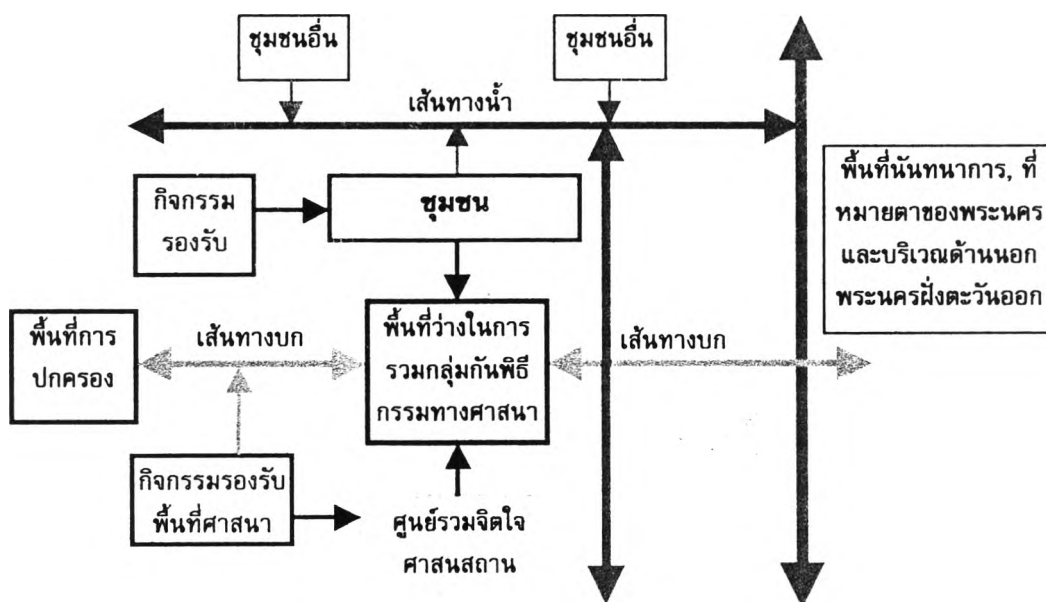 ชุมชนอื่น
ชุมชนอื่น
เส้นทางน้ำ
กิจกรรม
รองรับ
ชุมชน
พื้นที่นันทนาการ, ที่
หมายตาของพระนคร
และบริเวณด้านนอก
พระนครฝั่งตะวันออก
พื้นที่การ
ปกครอง
เส้นทางบก
พื้นที่ว่างในการ
รวมกลุ่มกันพิธี
กรรมทางศาสนา
เส้นทางบก
กิจกรรมรองรับ
พื้นที่ศาสนา
ศูนย์รวมจิตใจ
ศาสนสถาน